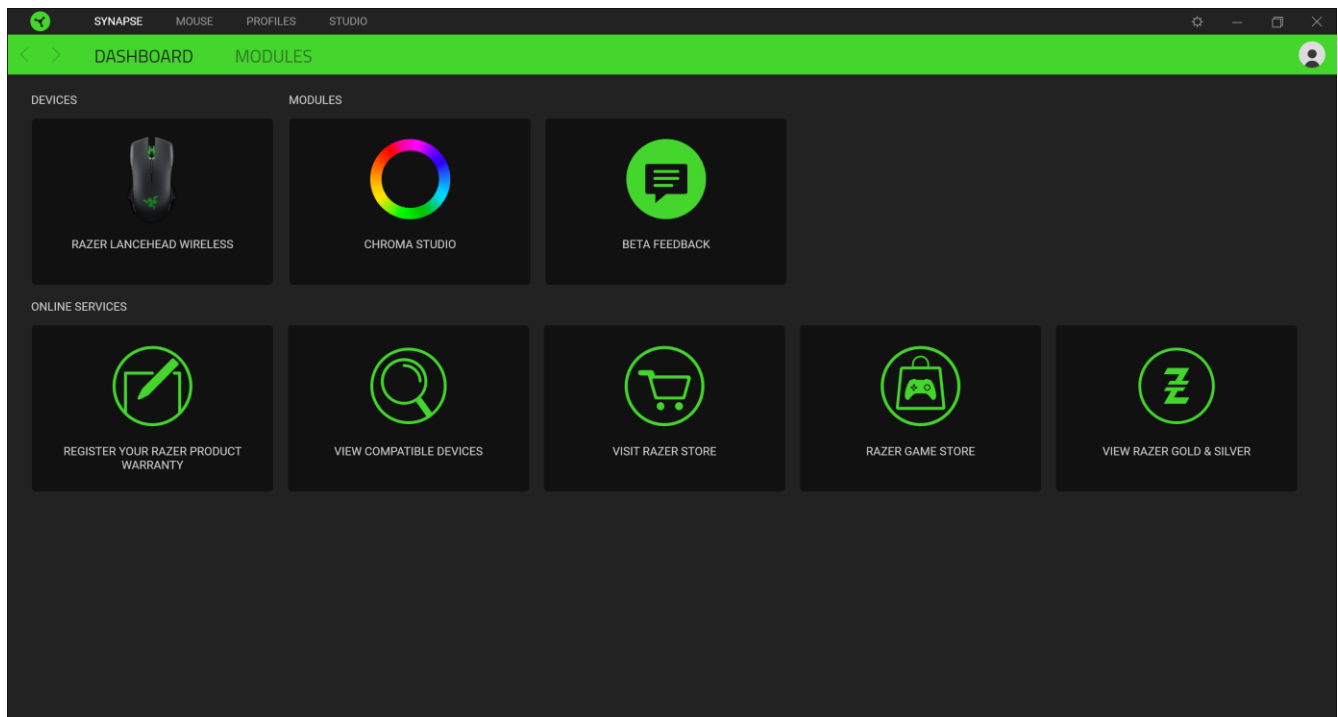 SYNAPSE MOUSE PROFILES STUDIO
DASHBOARD MODULES
DEVICES MODULES
RAZER LANCEHEAD WIRELESS CHROMA STUDIO BETA FEEDBACK
ONLINE SERVICES
REGISTER YOUR RAZER PRODUCT
WARRANTY
VIEW COMPATIBLE DEVICES
VISIT RAZER STORE
RAZER GAME STORE
VIEW RAZER GOLD & SILVER